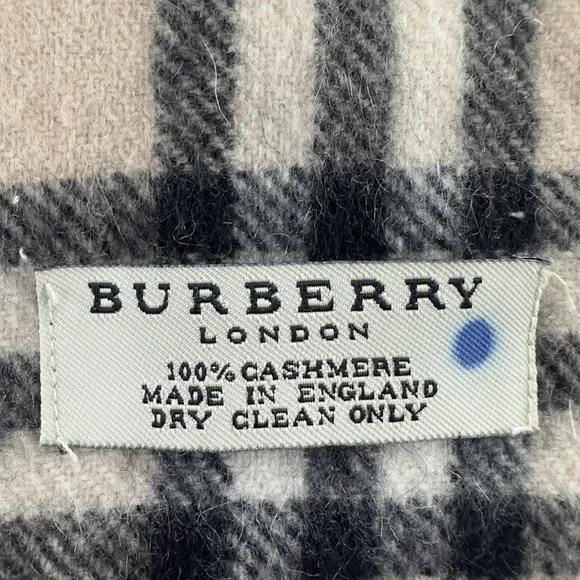 BURBERRY
LONDON
100% CASHMERE
MADE IN ENGLAND
DRY CLEAN ONLY